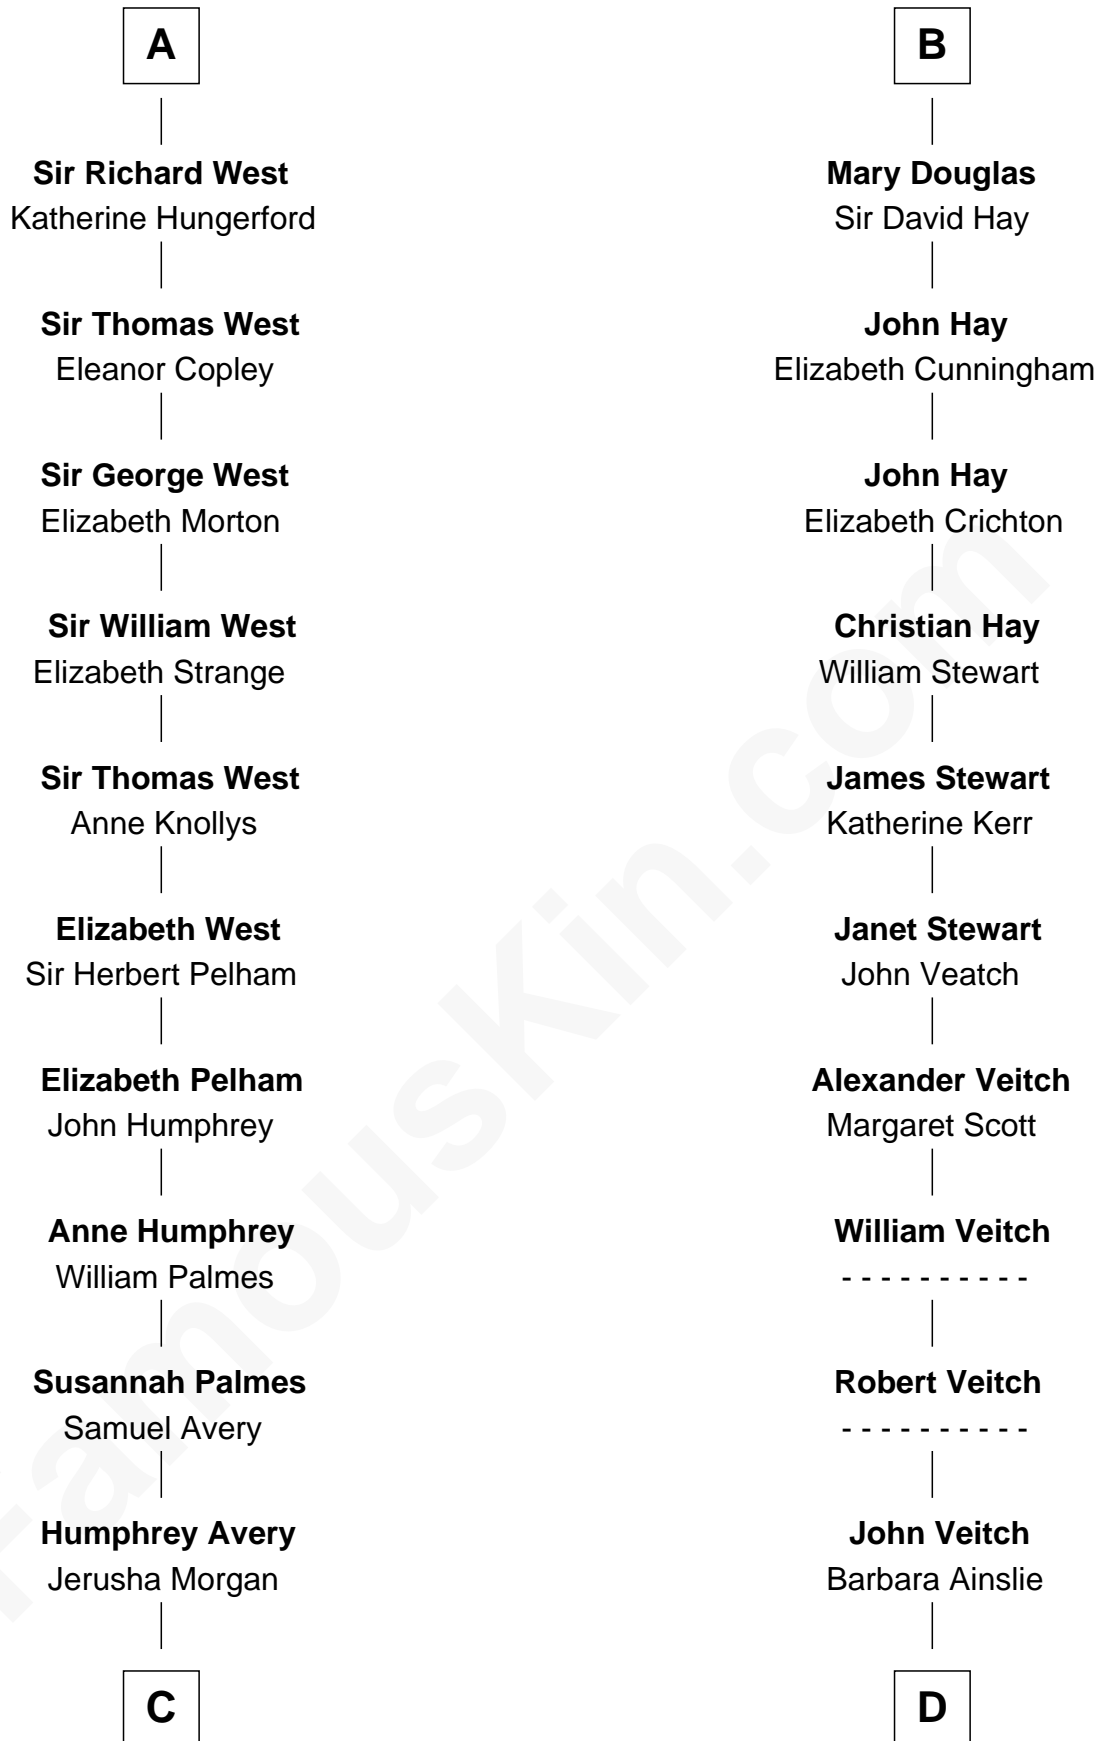 A
Sir Richard West
Katherine Hungerford
Sir Thomas West
Eleanor Copley
Sir George West
Elizabeth Morton
Sir William West
Elizabeth Strange
Sir Thomas West
Anne Knollys
Elizabeth West
Sir Herbert Pelham
Elizabeth Pelham
John Humphrey
Anne Humphrey
William Palmes
Susannah Palmes
Samuel Avery
Humphrey Avery
Jerusha Morgan
C
B
Mary Douglas
Sir David Hay
John Hay
Elizabeth Cunningham
John Hay
Elizabeth Crichton
Christian Hay
William Stewart
James Stewart
Katherine Kerr
Janet Stewart
John Veatch
Alexander Veitch
Margaret Scott
William Veitch
- - - - - - - - - -
Robert Veitch
- - - - - - - - - -
John Veitch
Barbara Ainslie
D
FamousKin.com